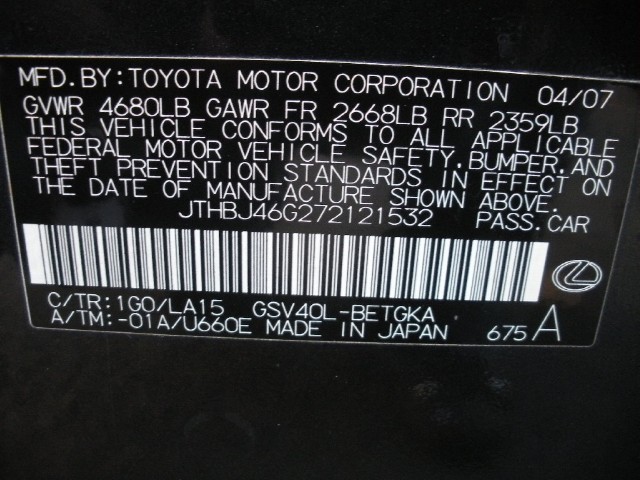 MFD.BY:TOYOTA MOTOR CORPORATION 04/07
GVWR 4680LB GAWR FR 2668LB RR 2359LB
THIS VEHICLE CONFORMS TO ALL APPLICABLE
FEDERAL MOTOR VEHICLE SAFETY,BUMPER,AND
THEFT PREVENTION STANDARDS IN EFFECT ON
THE DATE OF MANUFACTURE SHOWN ABOVE.
JTHBJ46G272121532 PASS.CAR
C/TR:1G0/LA15 GSV40L-BETGKA
A/TM:-01A/U660E MADE IN JAPAN 675 A